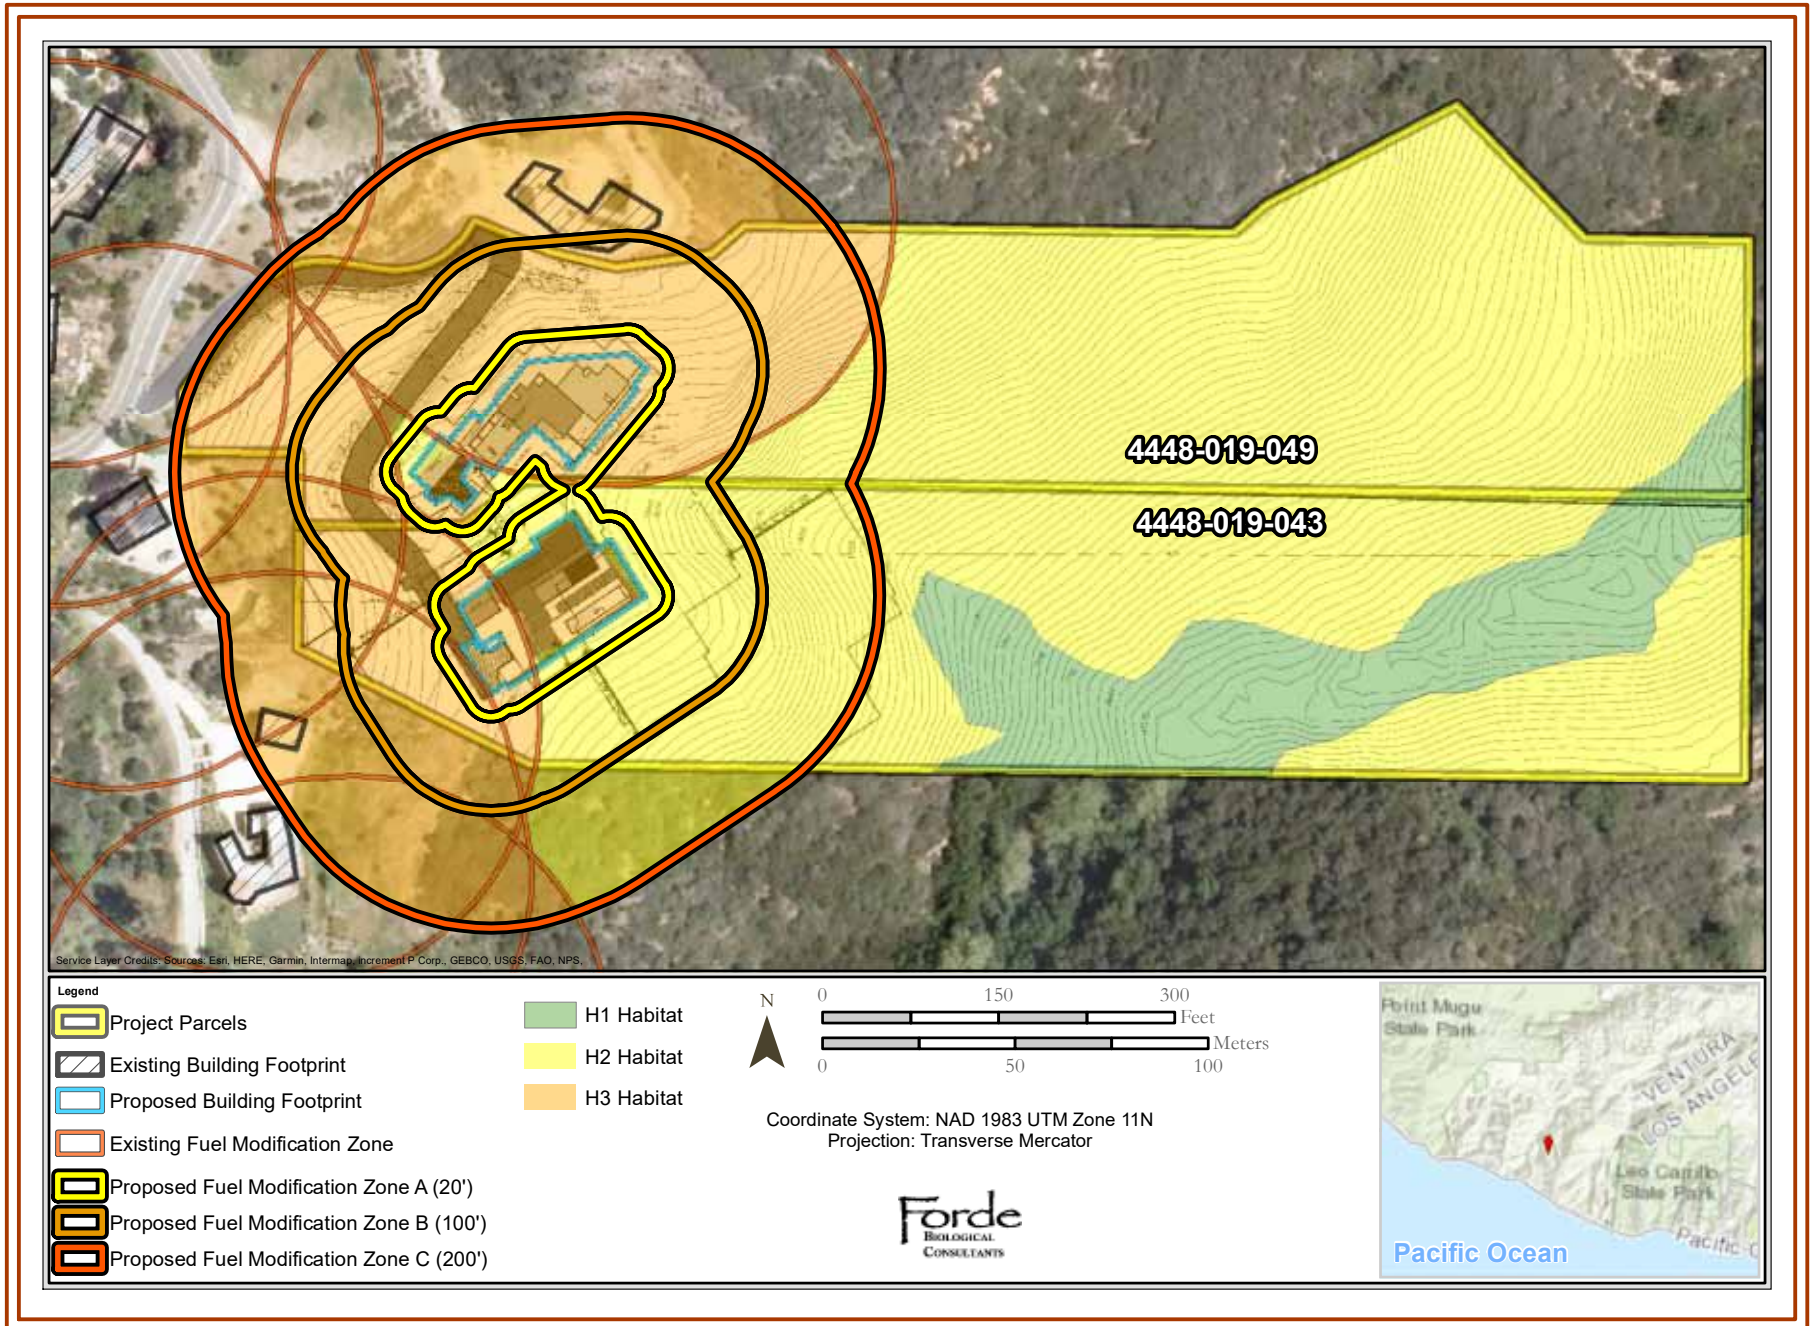 4448-019-049
4448-019-043
Service Layer Credits: Sources: Esri, HERE, Garmin, Intermap, increment P Corp., GEBCO, USGS, FAO, NPS,
Legend
Project Parcels
Existing Building Footprint
Proposed Building Footprint
Existing Fuel Modification Zone
Proposed Fuel Modification Zone A (20')
Proposed Fuel Modification Zone B (100')
Proposed Fuel Modification Zone C (200')
H1 Habitat
H2 Habitat
H3 Habitat
N
0 150 300
Feet
Meters
0 50 100
Coordinate System: NAD 1983 UTM Zone 11N
Projection: Transverse Mercator
Forde
BIOLOGICAL
CONSULTANTS
Point Mugu
State Park
VENTURA
LOS ANGELE
Leo Carrillo
State Park
Pacific C
Pacific Ocean